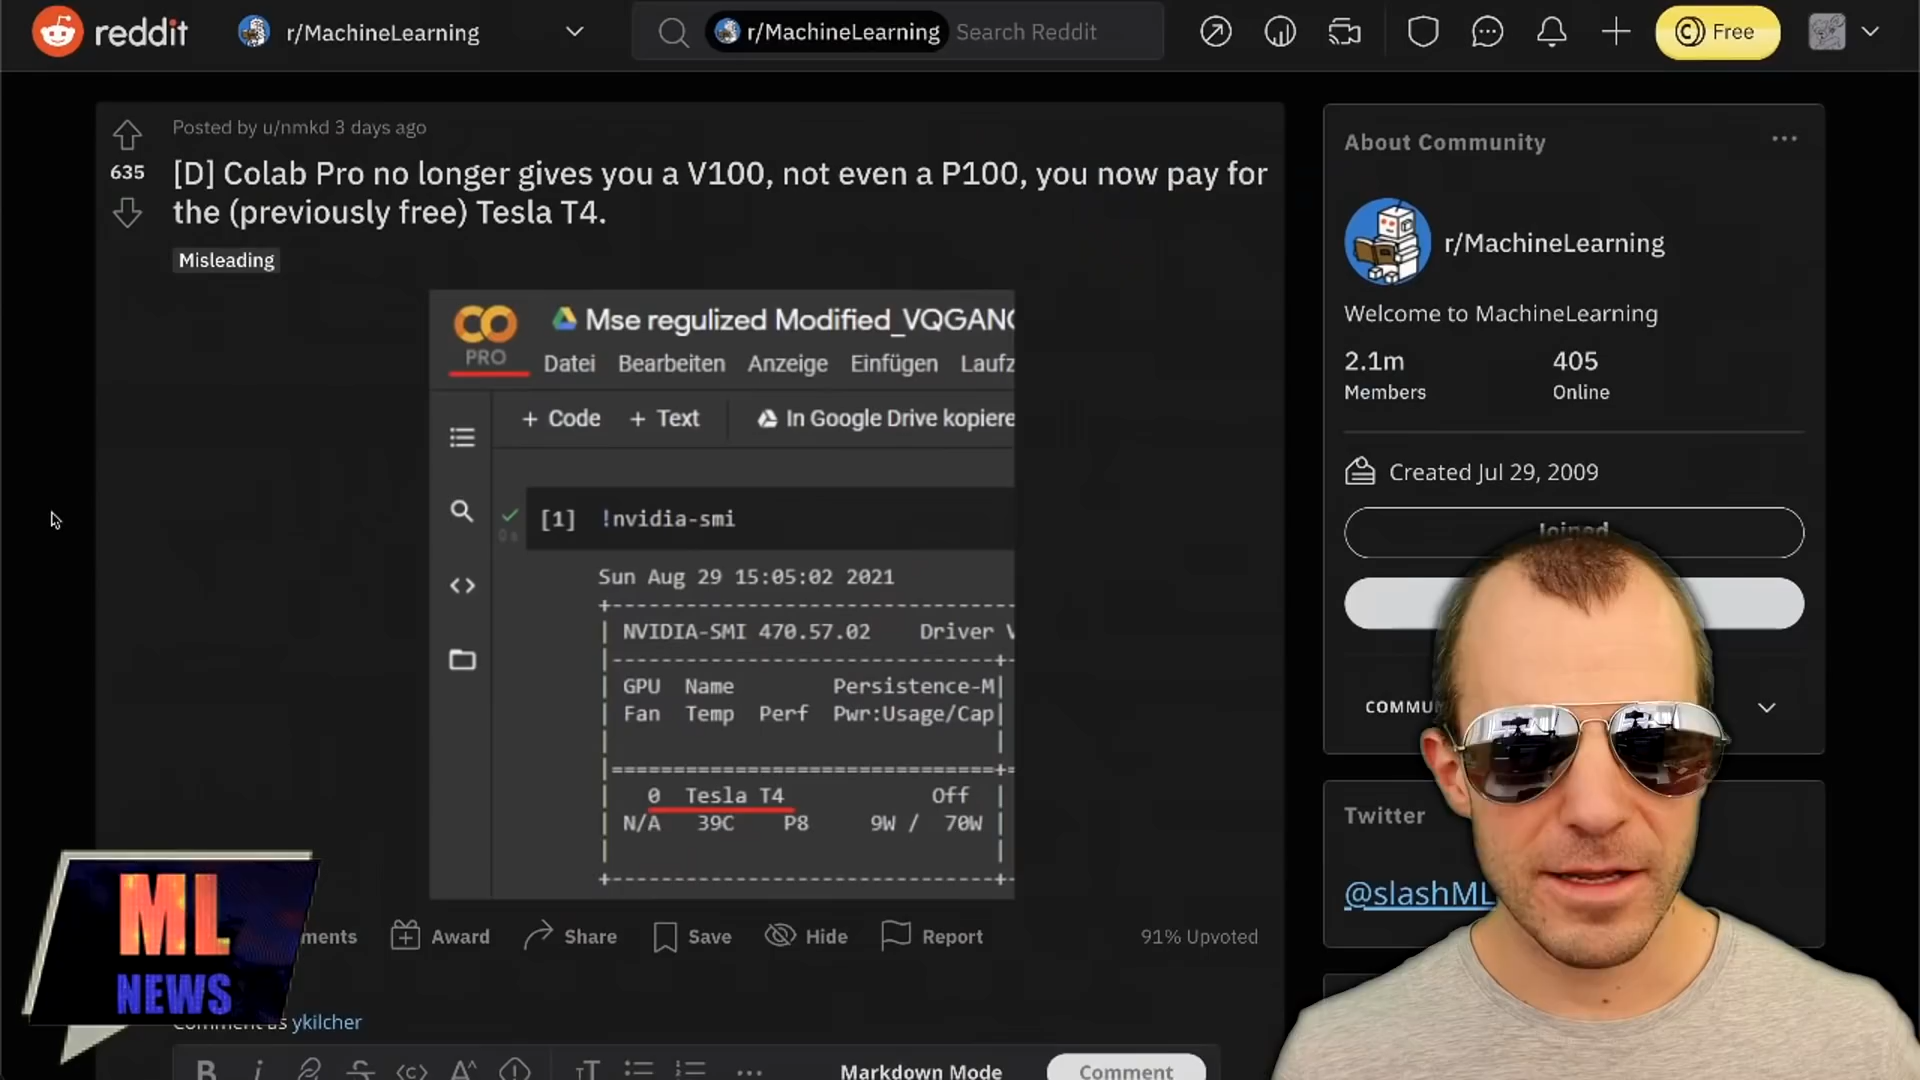 reddit
r/MachineLearning
r/MachineLearning Search Reddit
Free
Posted by u/nmkd 3 days ago
635
[D] Colab Pro no longer gives you a V100, not even a P100, you now pay for
the (previously free) Tesla T4.
Misleading
CO
PRO
Mse regulized Modified_VQGAN
Datei Bearbeiten Anzeige Einfügen Laufz
+ Code + Text In Google Drive kopiere
[1] !nvidia-smi
0s
Sun Aug 29 15:05:02 2021
NVIDIA-SMI 470.57.02 Driver V
GPU Name Persistence-M|
Fan Temp Perf Pwr:Usage/Cap|
0 Tesla T4 Off |
N/A 39C P8 9W / 70W |
ments Award Share Save Hide Report 91% Upvoted
Comment as ykilcher
Markdown Mode Comment
ML
NEWS
About Community
r/MachineLearning
Welcome to MachineLearning
2.1m 405
Members Online
Created Jul 29, 2009
Joined
COMMU
Twitter
@slashML